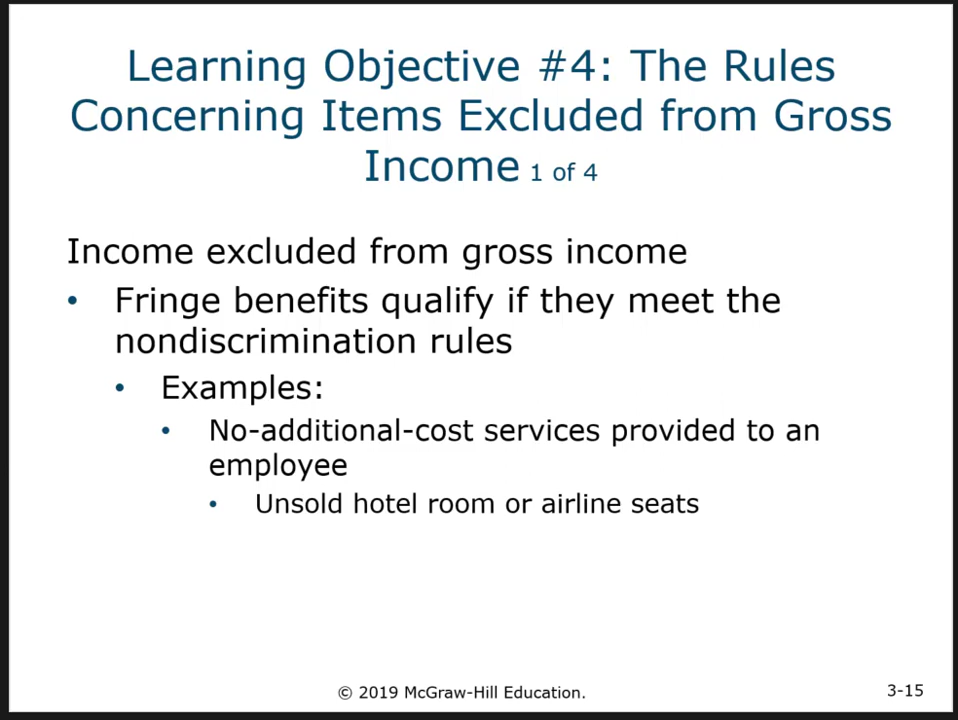 Learning Objective #4: The Rules
Concerning Items Excluded from Gross
Income 1 of 4
Income excluded from gross income
• Fringe benefits qualify if they meet the
nondiscrimination rules
• Examples:
• No-additional-cost services provided to an
employee
• Unsold hotel room or airline seats
© 2019 McGraw-Hill Education.
3-15